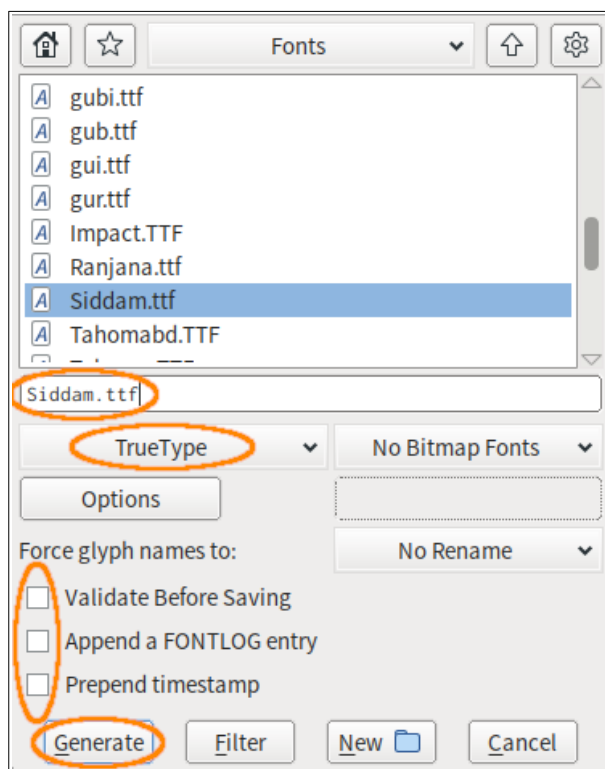 Fonts
gubi.ttf
gub.ttf
gui.ttf
gur.ttf
Impact.TTF
Ranjana.ttf
Siddam.ttf
Tahomabd.TTF
Siddam.ttf
TrueType No Bitmap Fonts
Options
Force glyph names to: No Rename
Validate Before Saving
Append a FONTLOG entry
Prepend timestamp
Generate Filter New Cancel